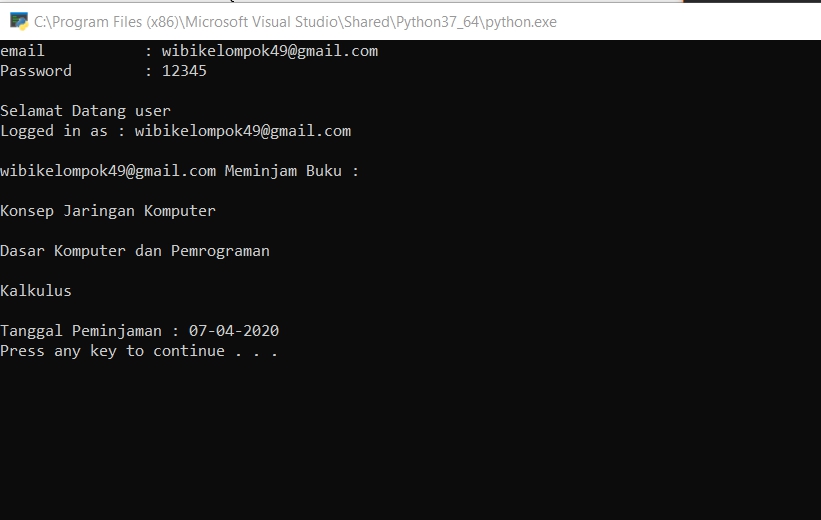 C:\Program Files (x86)\Microsoft Visual Studio\Shared\Python37_64\python.exe
email           : wibikelompok49@gmail.com
Password        : 12345
Selamat Datang user
Logged in as : wibikelompok49@gmail.com
wibikelompok49@gmail.com Meminjam Buku :
Konsep Jaringan Komputer
Dasar Komputer dan Pemrograman
Kalkulus
Tanggal Peminjaman : 07-04-2020
Press any key to continue . . .